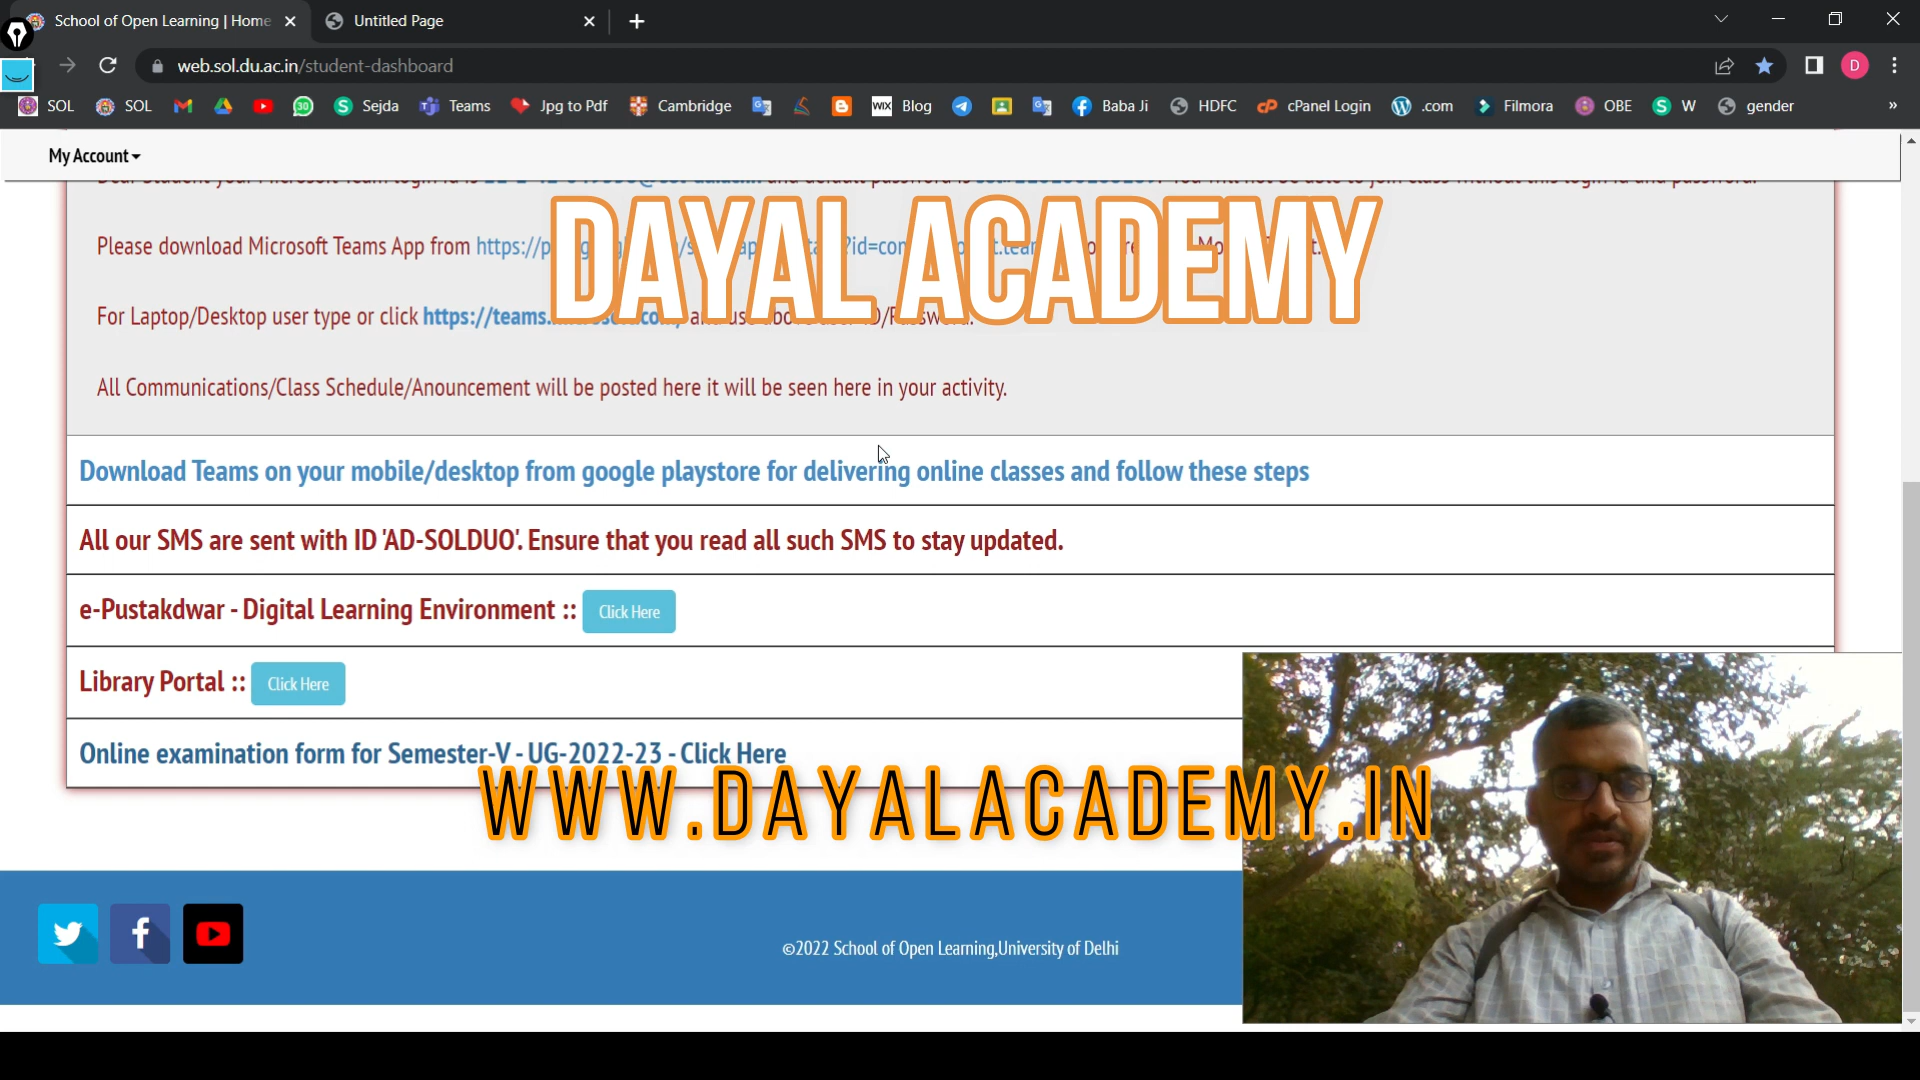 School of Open Learning | Home
Untitled Page
web.sol.du.ac.in/student-dashboard
D
SOL
SOL
30
Sejda
Teams
Jpg to Pdf
Cambridge
WIX
Blog
Baba Ji
HDFC
cPanel Login
.com
Filmora
OBE
W
gender
My Account
DAYAL ACADEMY
Please download Microsoft Teams App from
For Laptop/Desktop user type or click https://teams.
All Communications/Class Schedule/Anouncement will be posted here it will be seen here in your activity.
Download Teams on your mobile/desktop from google playstore for delivering online classes and follow these steps
All our SMS are sent with ID 'AD-SOLDUO'. Ensure that you read all such SMS to stay updated.
e-Pustakdwar - Digital Learning Environment :: Click Here
Library Portal :: Click Here
Online examination form for Semester-V - UG-2022-23 - Click Here
WWW.DAYALACADEMY.IN
©2022 School of Open Learning,University of Delhi